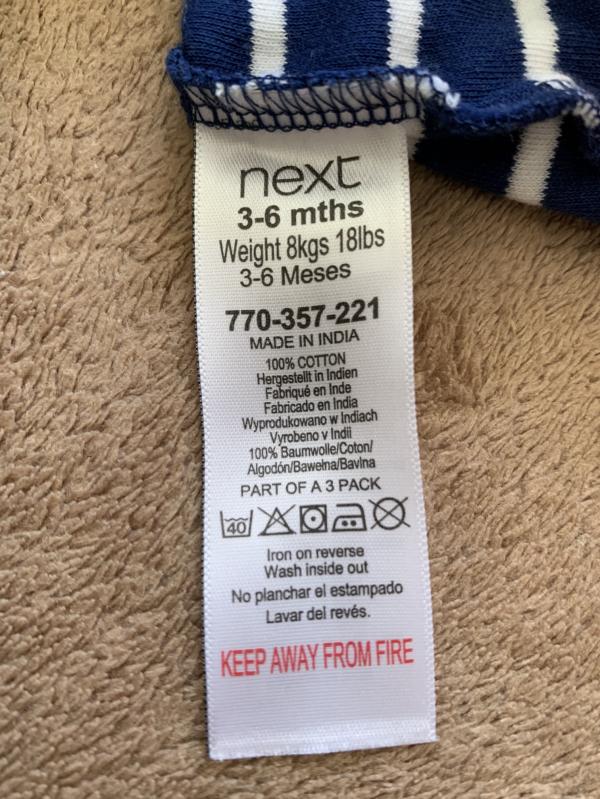 next
3-6 mths
Weight 8kgs 18lbs
3-6 Meses
770-357-221
MADE IN INDIA
100% COTTON
Hergestellt in Indien
Fabriqué en Inde
Fabricado en India
Wyprodukowano w Indiach
Vyrobeno v Indii
100% Baumwolle/Coton/
Algodón/Bawełna/Bavlna
PART OF A 3 PACK
40
Iron on reverse
Wash inside out
No planchar el estampado
Lavar del revés.
KEEP AWAY FROM FIRE